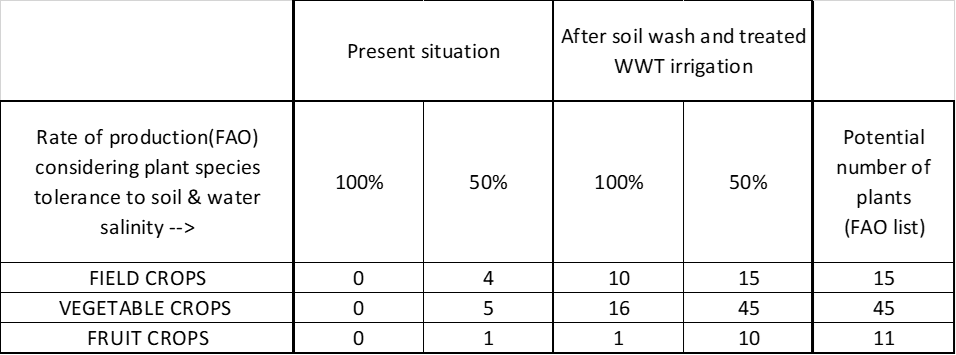 Present situation
After soil wash and treated
WWT irrigation
Rate of production(FAO)
considering plant species
tolerance to soil & water
salinity -->
100%
50%
100%
50%
Potential
number of
plants
(FAO list)
FIELD CROPS 0 4 10 15 15
VEGETABLE CROPS 0 5 16 45 45
FRUIT CROPS 0 1 1 10 11